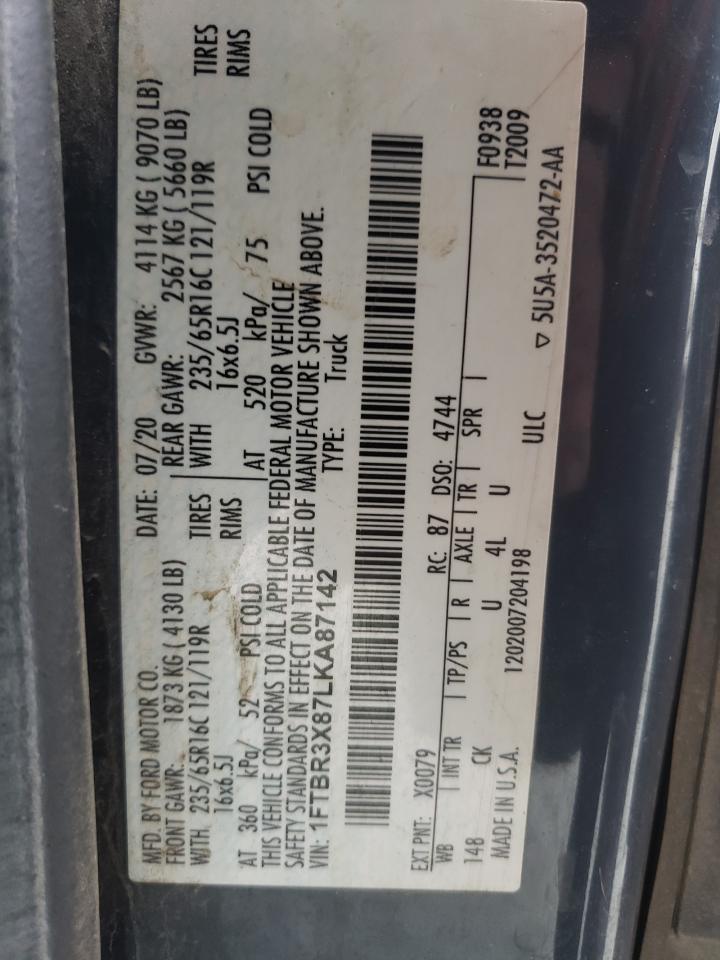 MFD. BY FORD MOTOR CO. DATE: 07/20 GVWR: 4114 KG ( 9070 LB)
FRONT GAWR: 1873 KG ( 4130 LB) REAR GAWR: 2567 KG ( 5660 LB)
WITH 235/65R16C 121/119R TIRES WITH 235/65R16C 121/119R TIRES
16x6.5J RIMS 16x6.5J RIMS
AT 360 kPa/ 52 PSI COLD AT 520 kPa/ 75 PSI COLD
THIS VEHICLE CONFORMS TO ALL APPLICABLE FEDERAL MOTOR VEHICLE
SAFETY STANDARDS IN EFFECT ON THE DATE OF MANUFACTURE SHOWN ABOVE.
VIN: 1FTBR3X87LKA87142 TYPE: Truck
EXT PNT: X0079 RC: 87 DSO: 4744
WB INT TR TP/PS R AXLE TR SPR F0938
148 CK U 4L U T2009
MADE IN U.S.A. 1202007204198 ULC ▽ 5U5A-3520472-AA